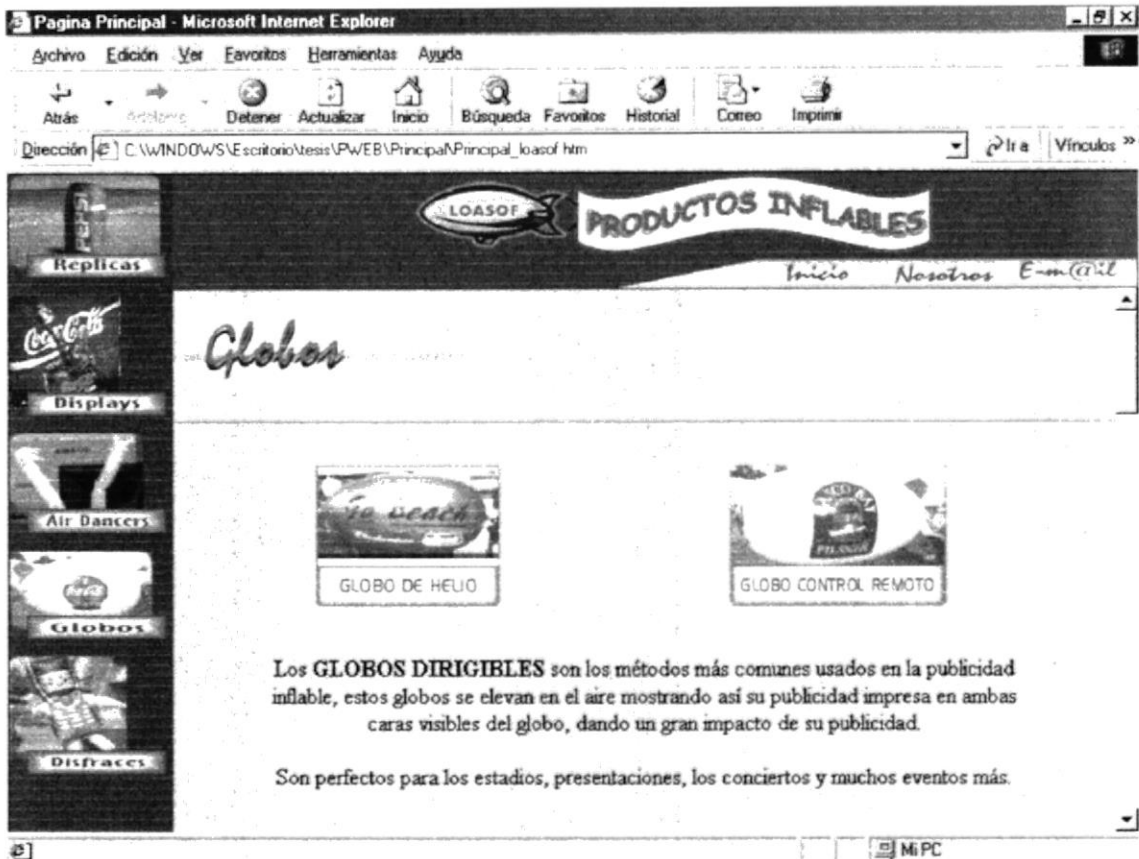 Pagina Principal - Microsoft Internet Explorer
Archivo Edición Ver Favoritos Herramientas Ayuda
Atrás Adelante Detener Actualizar Inicio Búsqueda Favoritos Historial Correo Imprimir
Dirección C:\WINDOWS\Escritorio\tesis\PWEB\Principal\Principal_loasof.htm Ir a Vínculos »
LOASOF PRODUCTOS INFLABLES
Replicas
Inicio Nosotros E-m@il
Coca-Cola
Globos
Displays
Air Dancers
GLOBO DE HELIO GLOBO CONTROL REMOTO
Globos
Los GLOBOS DIRIGIBLES son los métodos más comunes usados en la publicidad
inflable, estos globos se elevan en el aire mostrando así su publicidad impresa en ambas
caras visibles del globo, dando un gran impacto de su publicidad.
Disfraces
Son perfectos para los estadios, presentaciones, los conciertos y muchos eventos más.
Mi PC